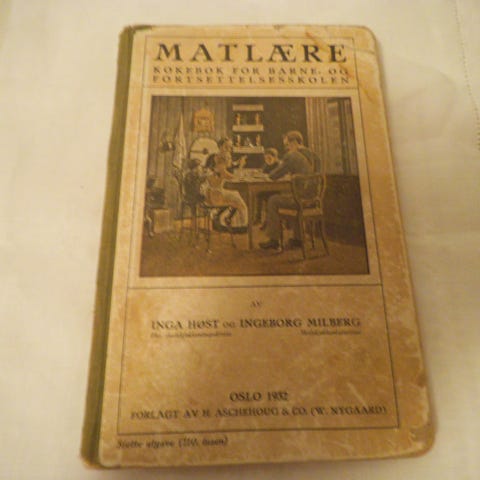 MATLÆRE
KOKEBOK FOR BARNE- OG
FORTSETTELSESSKOLEN
AV
INGA HØST OG INGEBORG MILBERG
OSLO 1932
FORLAGT AV H. ASCHEHOUG & CO. (W. NYGAARD)
utgave